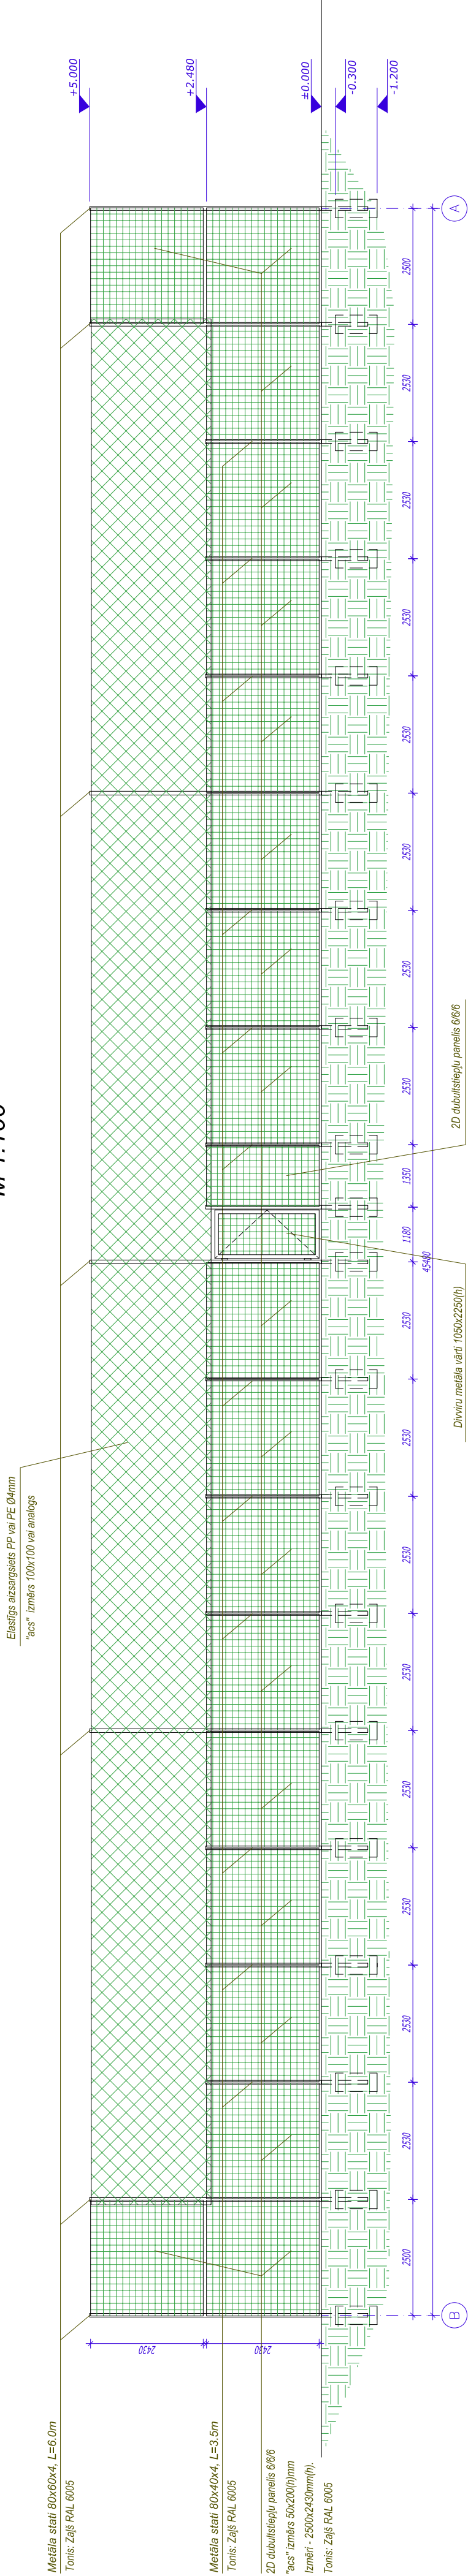 M 1:100
Elastīgs aizsargsiets PP vai PE Ø4mm
"acs" izmērs 100x100 vai analogs
Metāla stati 80x60x4, L=6.0m
Tonis: Zaļš RAL 6005
Metāla stati 80x40x4, L=3.5m
Tonis: Zaļš RAL 6005
2D dubultstiepļu panelis 6/6/6
"acs" izmērs 50x200(h)mm
Izmēri - 2500x2430mm(h).
Tonis: Zaļš RAL 6005
2430
2430
+5.000
+2.480
±0.000
-0.300
-1.200
2500
2530
2530
2530
2530
2530
2530
2530
2530
1180
1350
2530
2530
2530
2530
2530
2530
2530
2500
45480
B
A
Divviru metāla vārti 1050x2250(h)
2D dubultstiepļu panelis 6/6/6